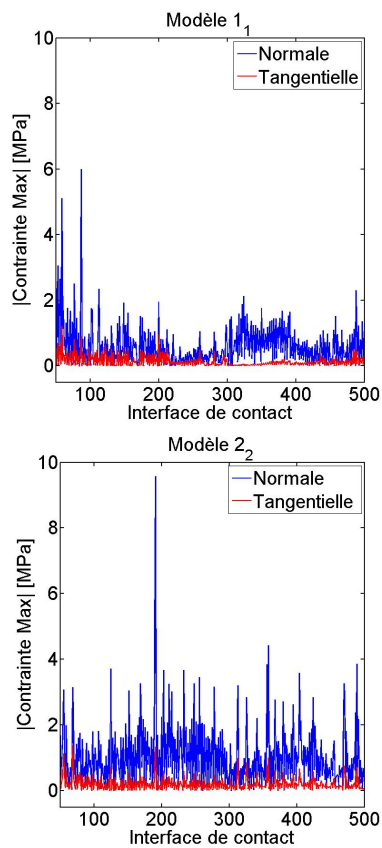 Modèle 1₁
10
8
6
4
2
0
|Contrainte Max| [MPa]
Normale
Tangentielle
100 200 300 400 500
Interface de contact
Modèle 2₂
10
8
6
4
2
0
|Contrainte Max| [MPa]
Normale
Tangentielle
100 200 300 400 500
Interface de contact